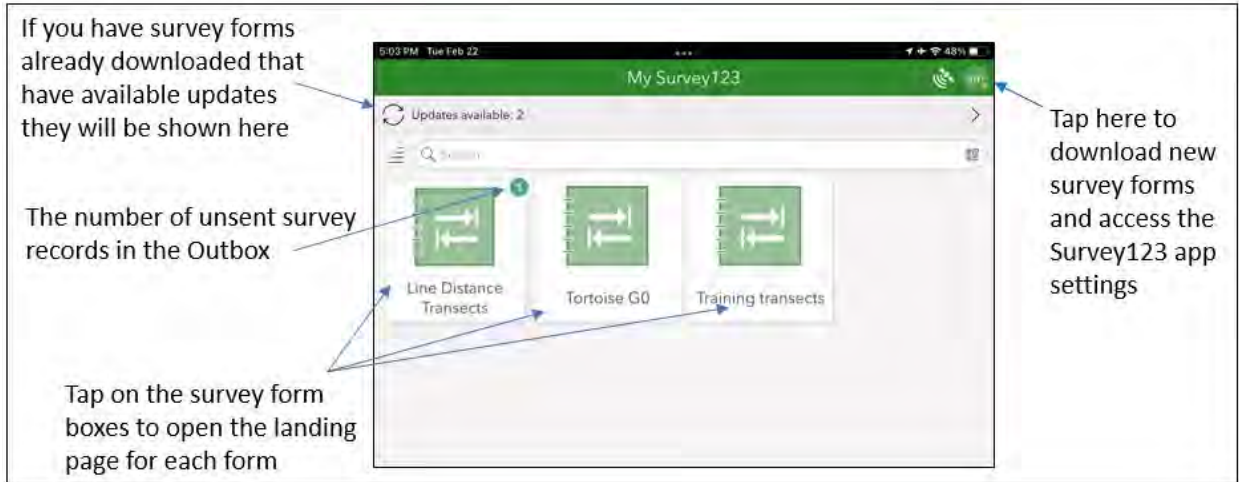 If you have survey forms
already downloaded that
have available updates
they will be shown here
The number of unsent survey
records in the Outbox
Tap on the survey form
boxes to open the landing
page for each form
5:03 PM Tue Feb 22
48%
My Survey123
Updates available: 2
Search
Line Distance
Transects
Tortoise G0
Training transects
Tap here to
download new
survey forms
and access the
Survey123 app
settings